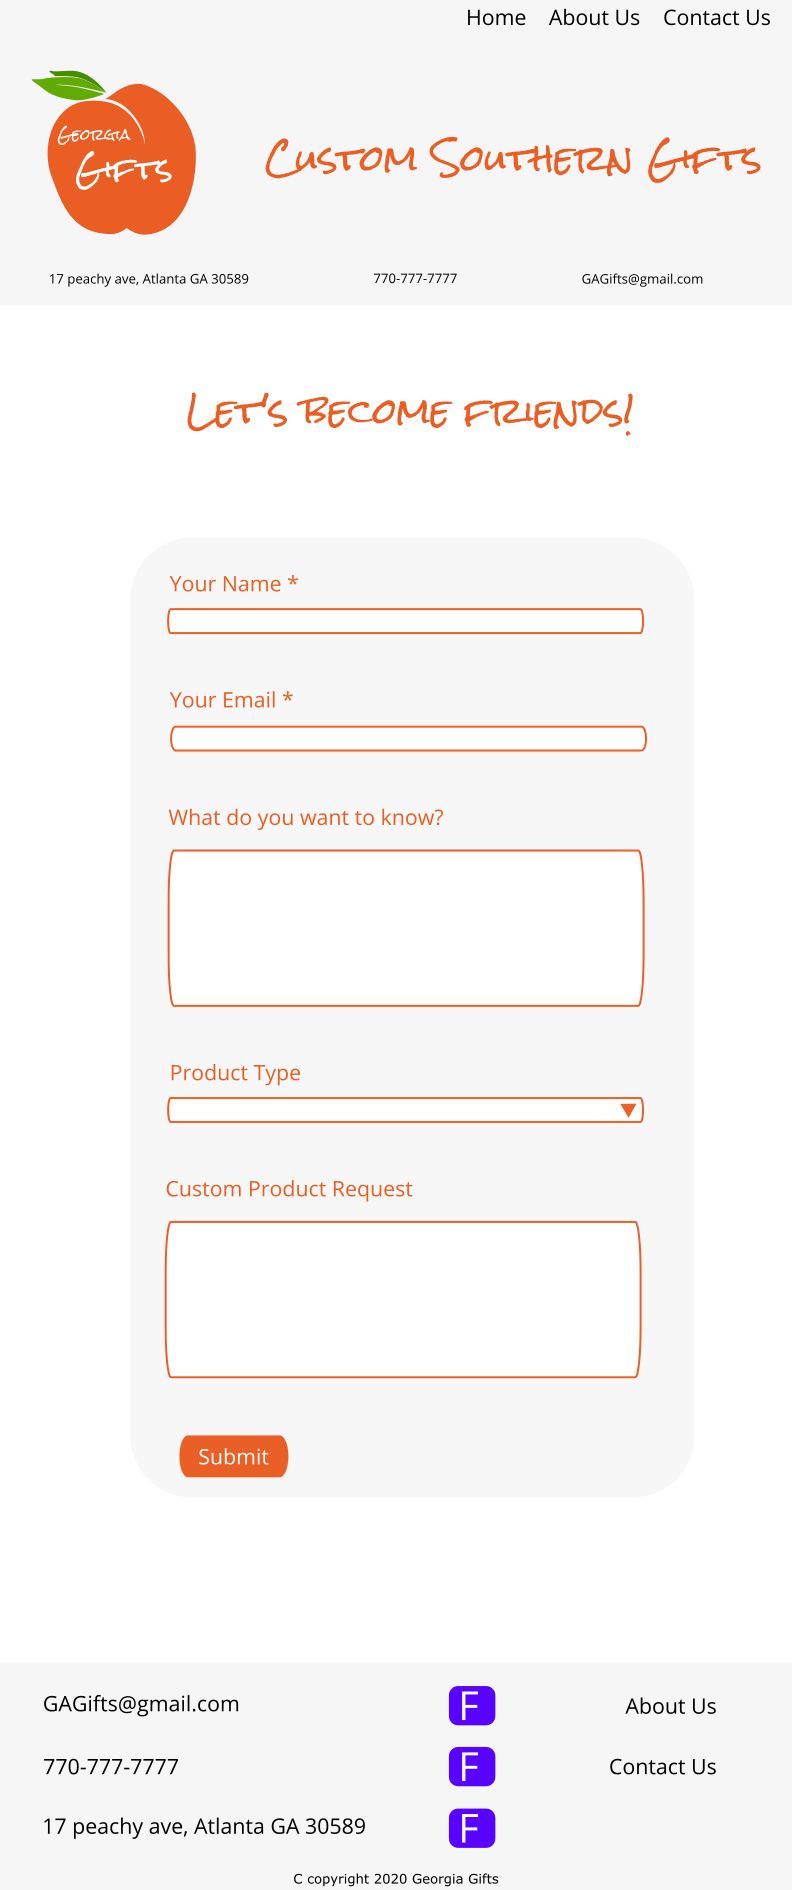 Home About Us Contact Us
Georgia
Gifts
Custom Southern Gifts
17 peachy ave, Atlanta GA 30589 770-777-7777 GAGifts@gmail.com
Let's become friends!
Your Name *
Your Email *
What do you want to know?
Product Type
Custom Product Request
Submit
GAGifts@gmail.com F About Us
770-777-7777 F Contact Us
17 peachy ave, Atlanta GA 30589 F
C copyright 2020 Georgia Gifts